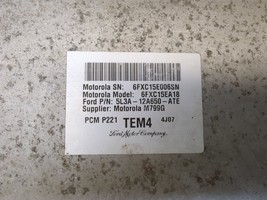 Motorola SN: 6FXC15E006SN
Motorola Model: 6FXC15EA18
Ford P/N: 5L3A-12A650-ATE
Supplier: Motorola M799G
PCM P221 TEM4 4J07
Ford Motor Company,